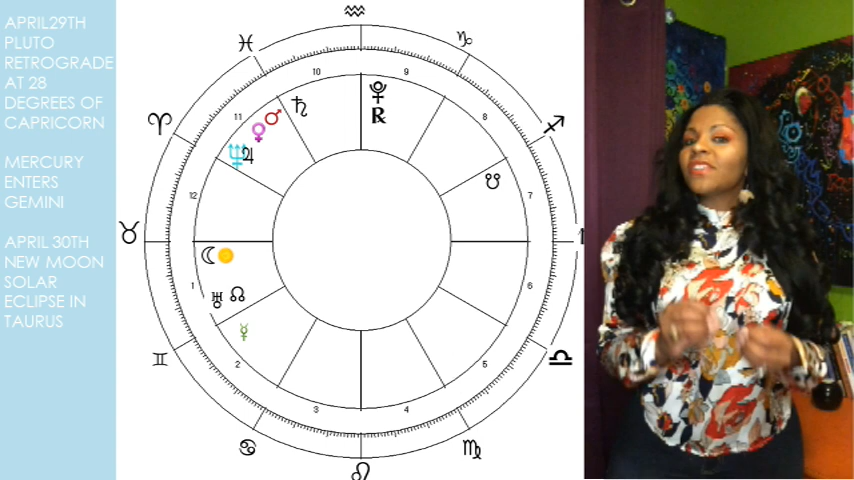 APRIL29TH
PLUTO
RETROGRADE
AT 28
DEGREES OF
CAPRICORN
MERCURY
ENTERS
GEMINI
APRIL 30TH
NEW MOON
SOLAR
ECLIPSE IN
TAURUS
♒
♓ ♑
10 9
♄ ♇
R
♈ 11 ♂ 8 ♐
♀
♆♃
☋
12 7
♉
☾☉
1 6
♅ ☊
☿
♊ ♎
2 5
3 4
♋ ♍
♌